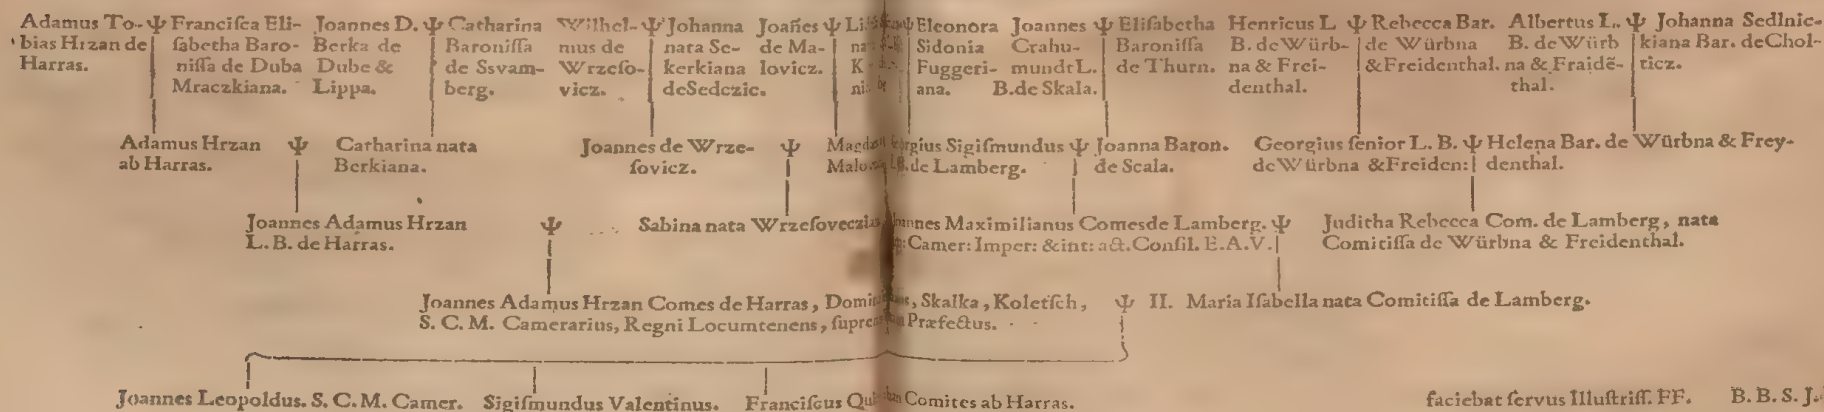 Adamus To-
bias Hrzan de
Harras.
Ψ
Franciſca Eli-
ſabetha Baro-
niſſa de Duba
Mraczkiana.
Joannes D.
Berka de
Dube &
Lippa.
Ψ
Catharina
Baroniſſa
de Ssvam-
berg.
Wilhel-
mus de
Wrzeſo-
vicz.
Ψ
Johanna
nata Se-
kerkiana
de Sedczic.
Joañes
de Ma-
lovicz.
Ψ
Ψ
Eleonora
Sidonia
Fuggeri-
ana.
Joannes
Crahu-
mundt L.
B. de Skala.
Ψ
Eliſabetha
Baroniſſa
de Thurn.
Henricus L
B. de Würb-
na & Frei-
denthal.
Ψ
Rebecca Bar.
de Würbna
& Freidenthal.
Albertus L.
B. de Würb
na & Fraidẽ-
thal.
Ψ
Johanna Sedlnic-
kiana Bar. de Chol-
ticz.
Adamus Hrzan
ab Harras.
Ψ
Catharina nata
Berkiana.
Joannes de Wrze-
ſovicz.
Ψ
Sigiſmundus
de Lamberg.
Ψ
Joanna Baron.
de Scala.
Georgius ſenior L. B.
de Würbna & Freiden:
Ψ
Helena Bar. de Würbna & Frey-
denthal.
Joannes Adamus Hrzan
L. B. de Harras.
Ψ
Sabina nata
Maximilianus Comes de Lamberg.
Camer: Imper: & int: act. Conſil. E. A. V.
Ψ
Juditha Rebecca Com. de Lamberg, nata
Comitiſſa de Würbna & Freidenthal.
Joannes Adamus Hrzan Comes de Harras, Skalka, Koletſch,
S. C. M. Camerarius, Regni Locumtenens, Præfectus.
Ψ
II. Maria Iſabella nata Comitiſſa de Lamberg.
Joannes Leopoldus. S. C. M. Camer.
Sigiſmundus Valentinus.
Franciſcus Comites ab Harras.
faciebat ſervus Illuſtriſſ. FF. B. B. S. J.